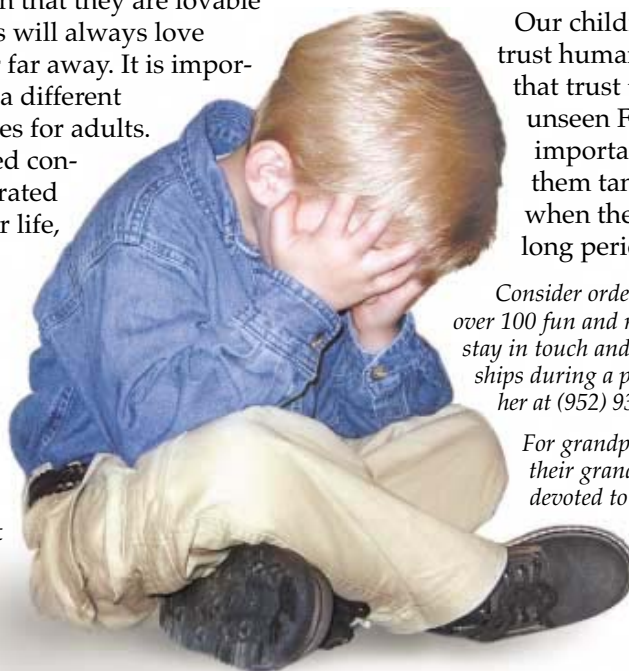 n that they are lovable
s will always love
far away. It is impor-
a different
es for adults.
ed con-
rated
r life,
t
Our child
trust human
that trust
unseen F
importa
them tan
when the
long peri
Consider orde
over 100 fun and
stay in touch and
ships during a p
her at (952) 93
For grandp
their grand
devoted to